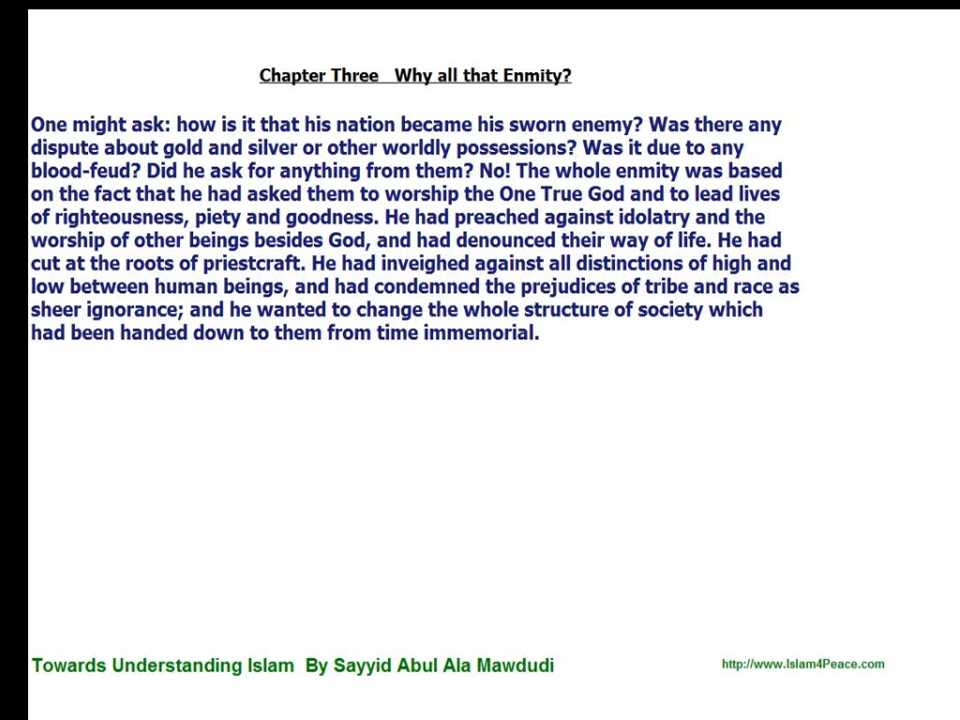 Chapter Three   Why all that Enmity?
One might ask: how is it that his nation became his sworn enemy? Was there any
dispute about gold and silver or other worldly possessions? Was it due to any
blood-feud? Did he ask for anything from them? No! The whole enmity was based
on the fact that he had asked them to worship the One True God and to lead lives
of righteousness, piety and goodness. He had preached against idolatry and the
worship of other beings besides God, and had denounced their way of life. He had
cut at the roots of priestcraft. He had inveighed against all distinctions of high and
low between human beings, and had condemned the prejudices of tribe and race as
sheer ignorance; and he wanted to change the whole structure of society which
had been handed down to them from time immemorial.
Towards Understanding Islam  By Sayyid Abul Ala Mawdudi
http://www.Islam4Peace.com